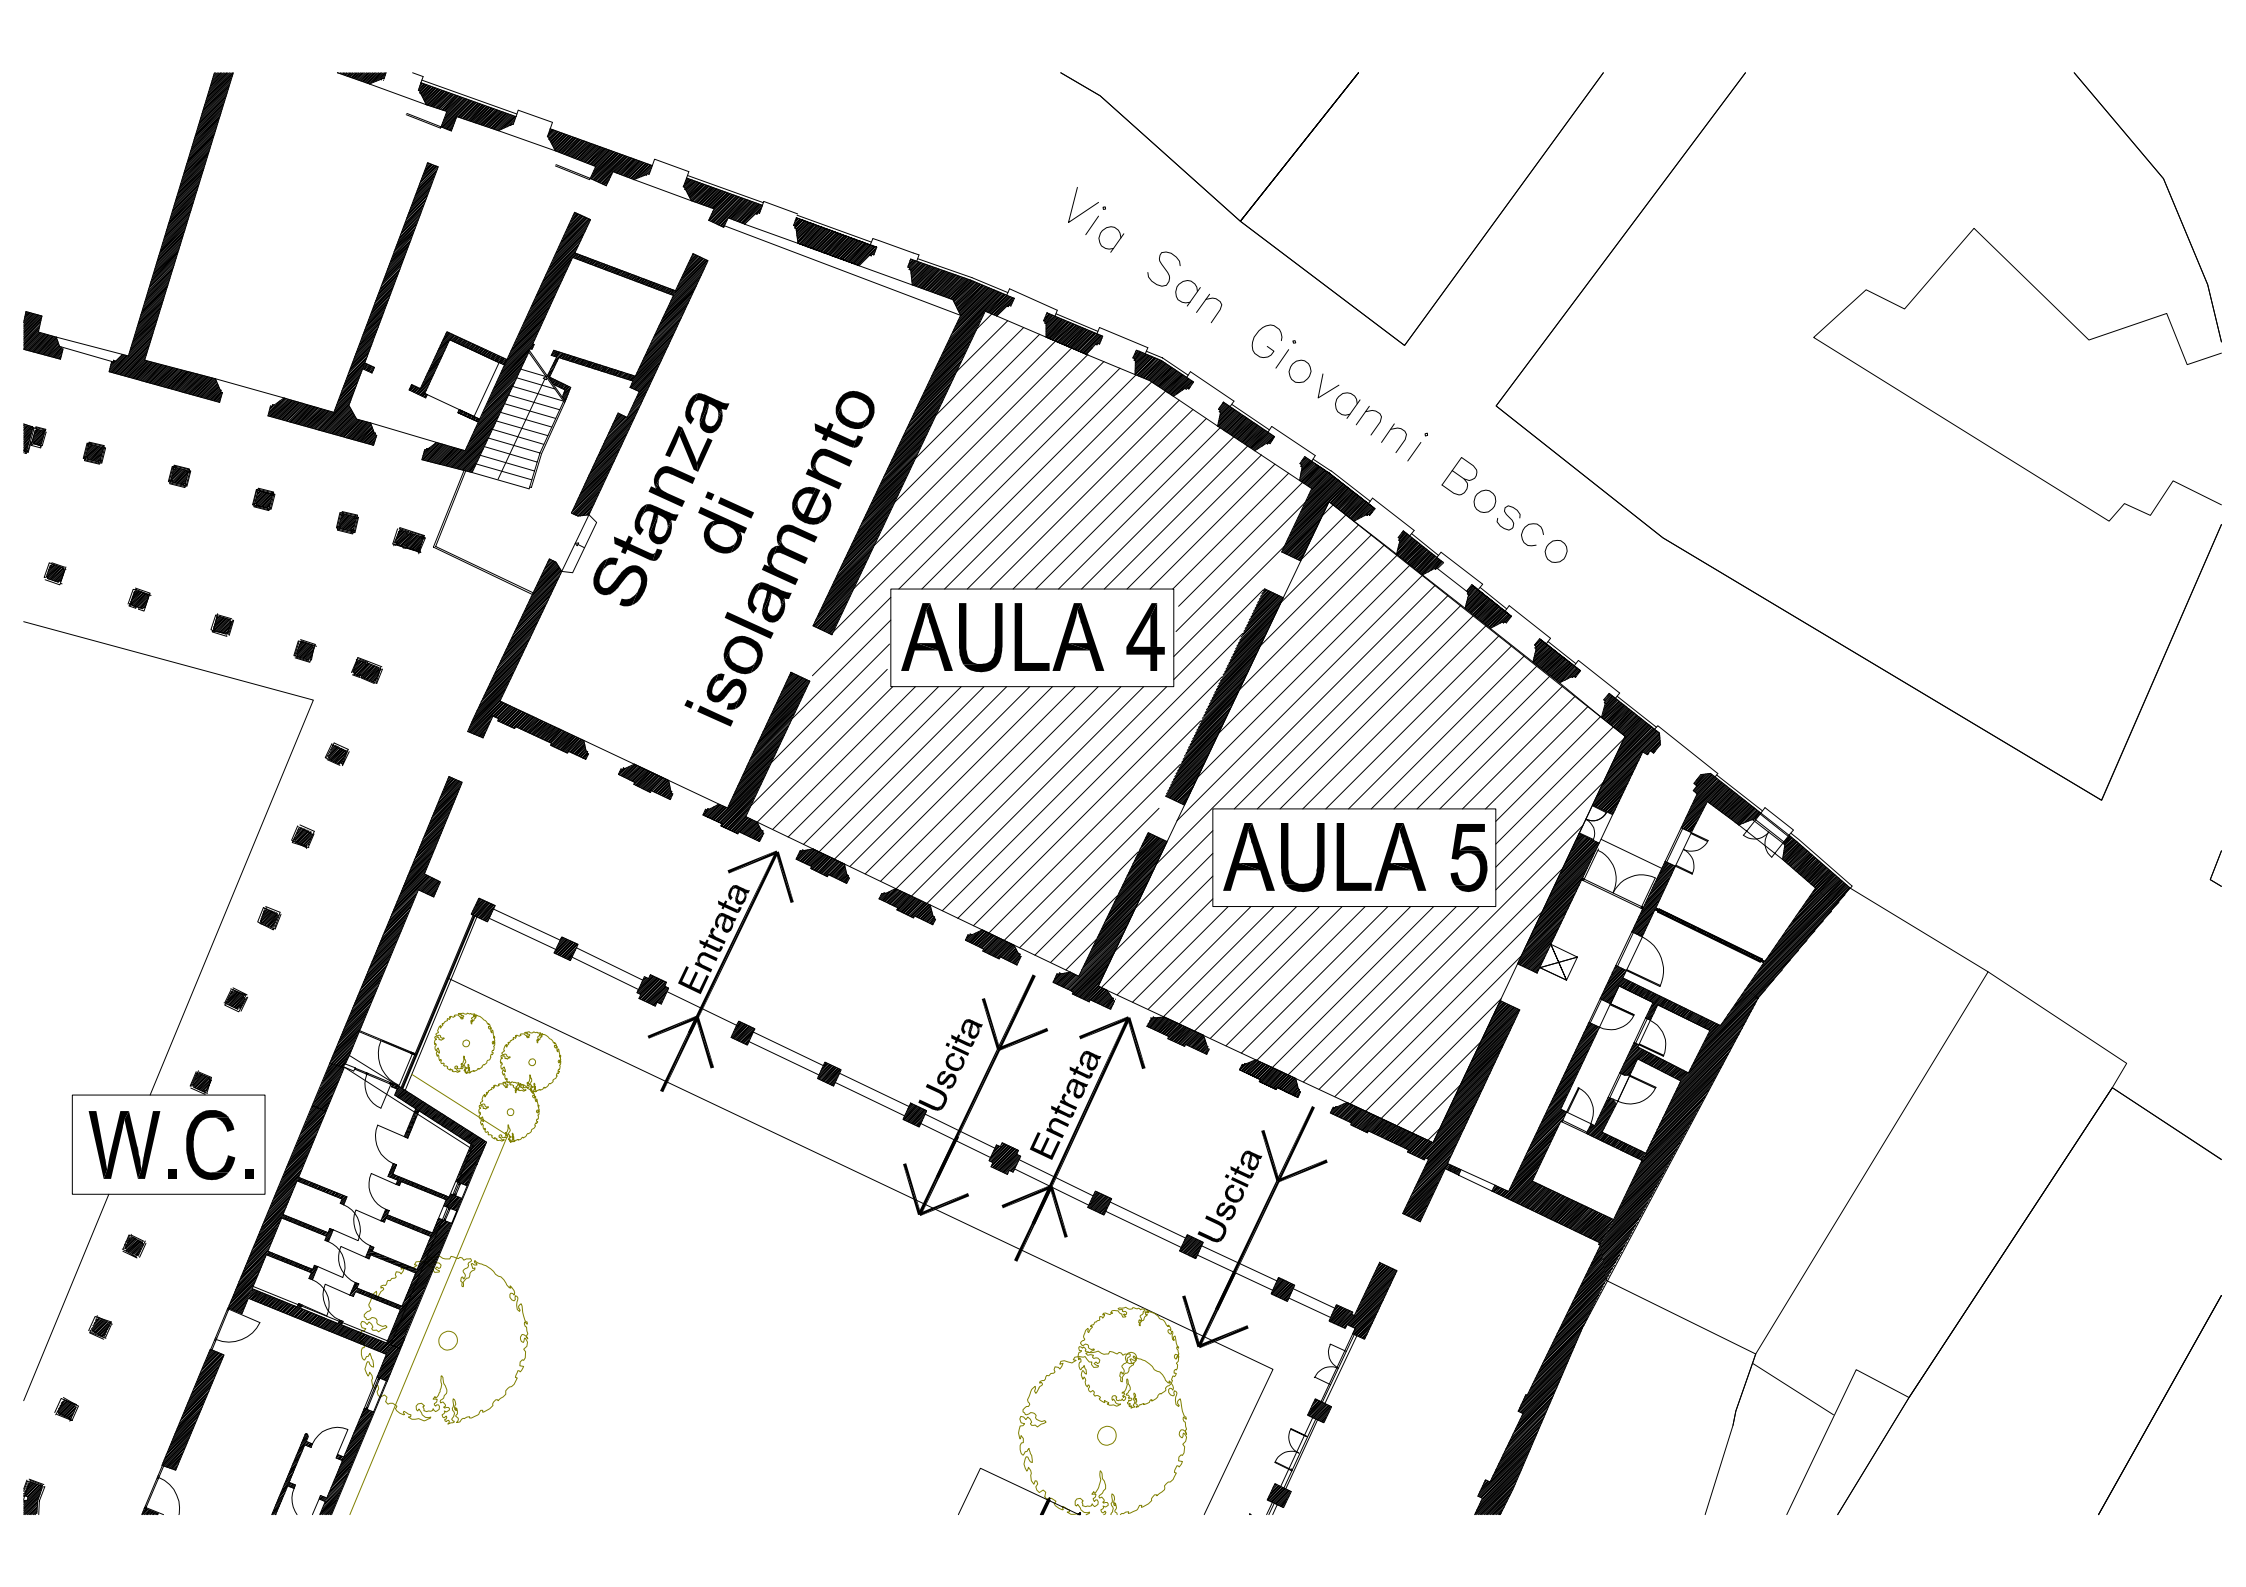 Via San Giovanni Bosco
Stanza
di
isolamento
AULA 4
AULA 5
Entrata
Uscita
Entrata
Uscita
W.C.